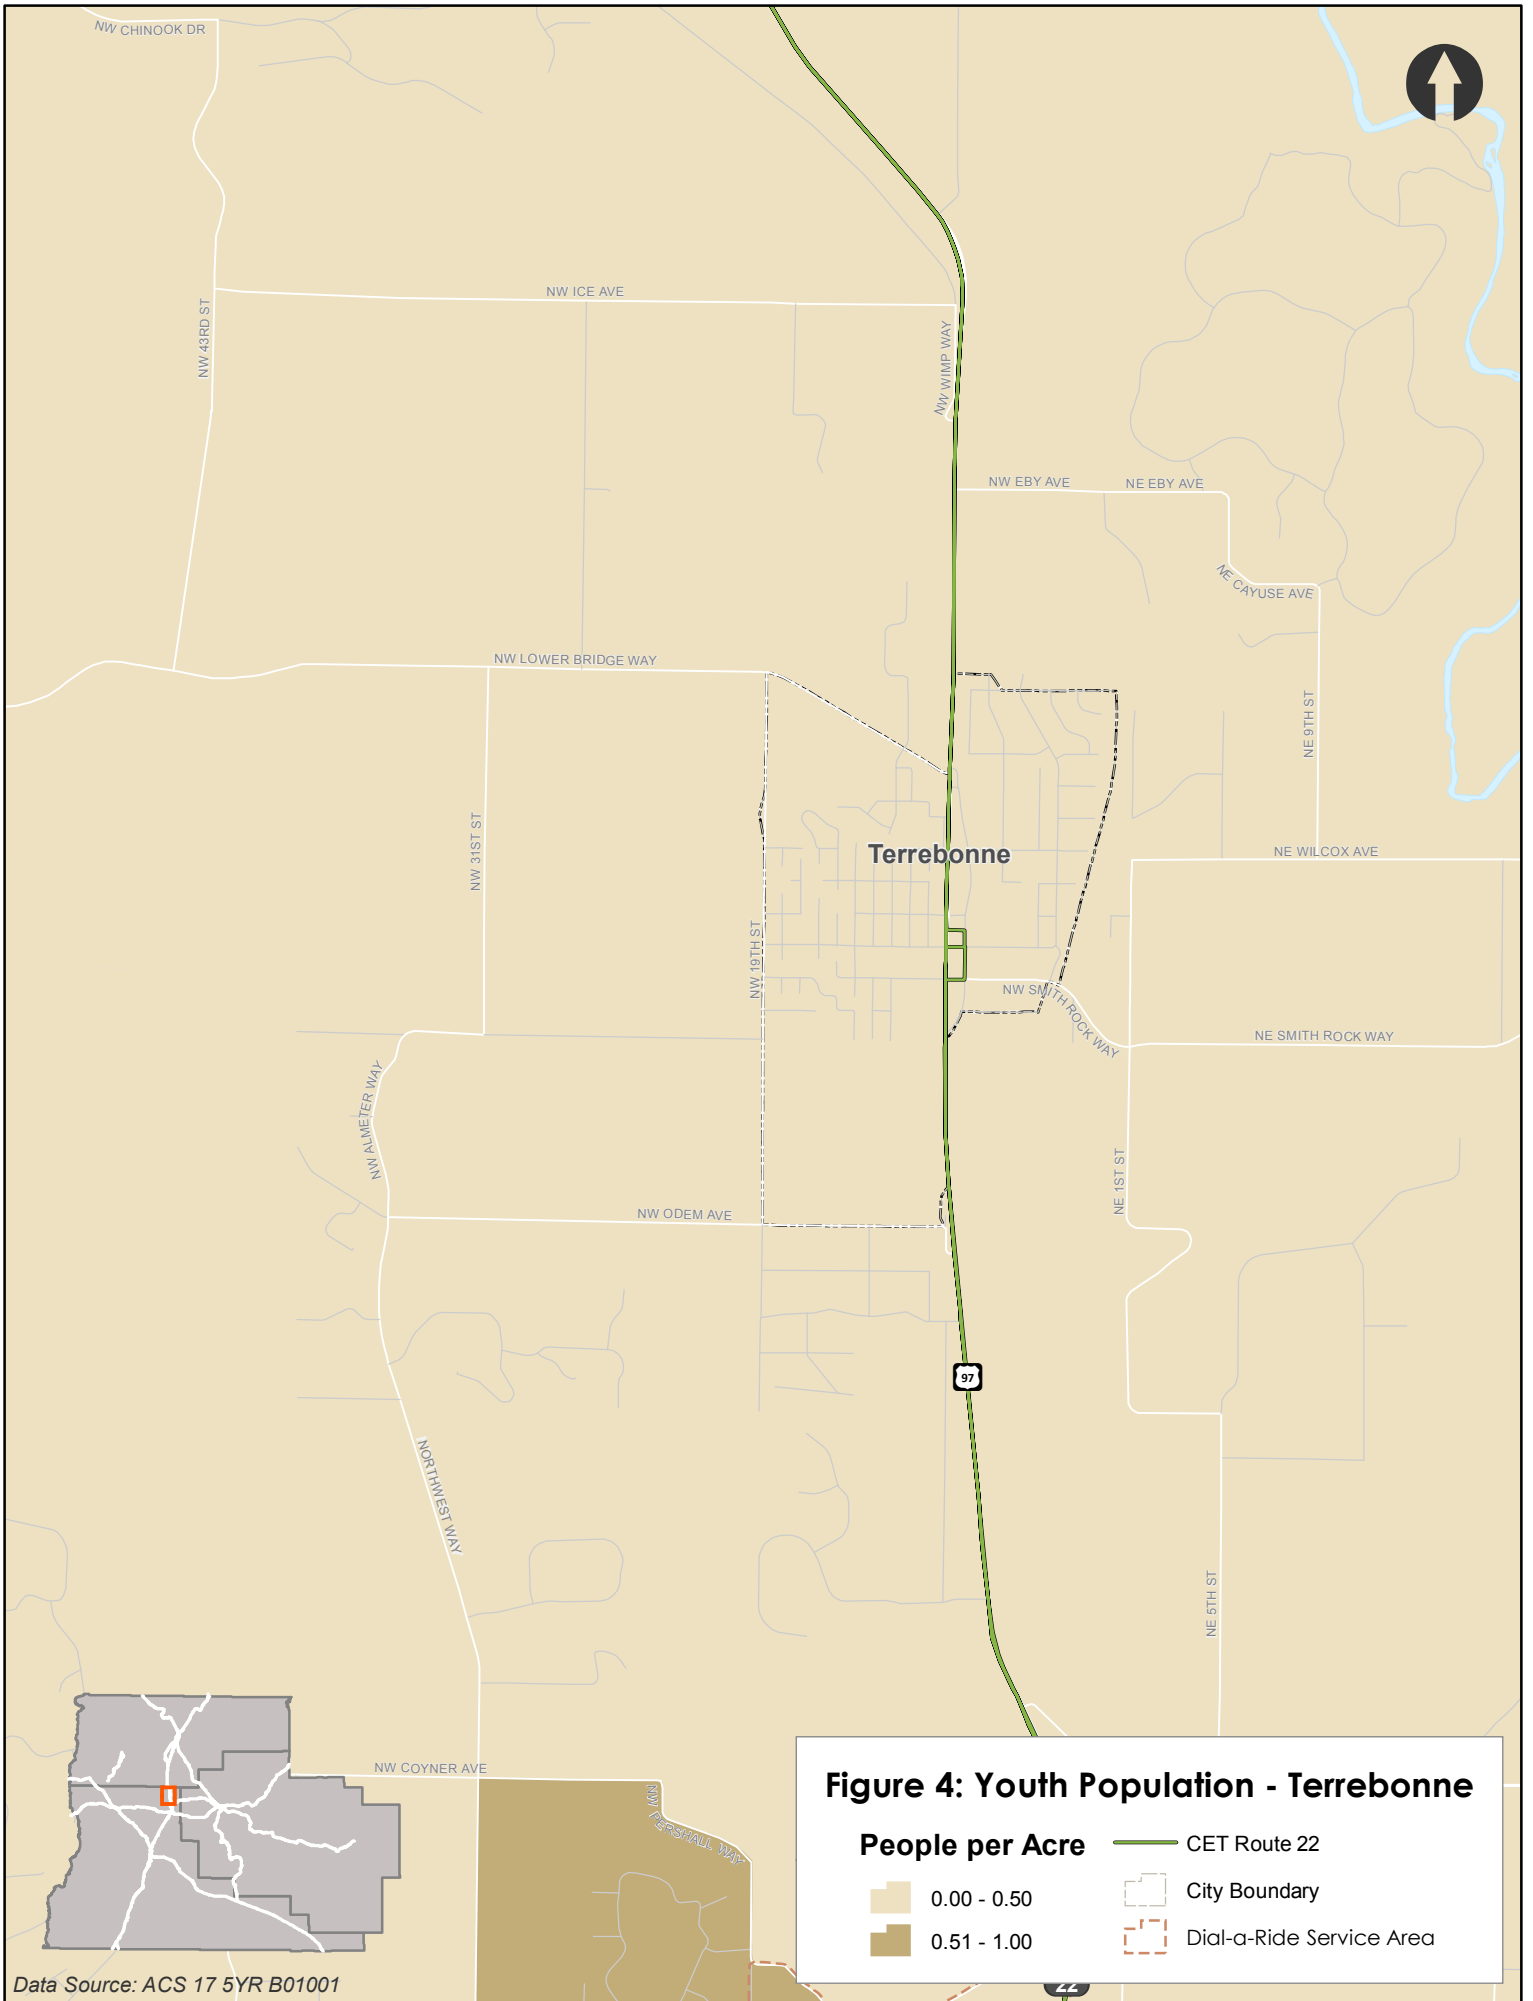 NW CHINOOK DR
NW 43RD ST
NW ICE AVE
NW WIMP WAY
NW EBY AVE
NE EBY AVE
NE CAYUSE AVE
NW LOWER BRIDGE WAY
NE 9TH ST
NW 31ST ST
Terrebonne
NE WILCOX AVE
NW 19TH ST
NW SMITH ROCK WAY
NE SMITH ROCK WAY
NW ALMETER WAY
NE 1ST ST
NW ODEM AVE
97
NORTHWEST WAY
NE 5TH ST
NW COYNER AVE
NW PERSHALL WAY
Figure 4: Youth Population - Terrebonne
People per Acre
0.00 - 0.50
0.51 - 1.00
CET Route 22
City Boundary
Dial-a-Ride Service Area
22
Data Source: ACS 17 5YR B01001